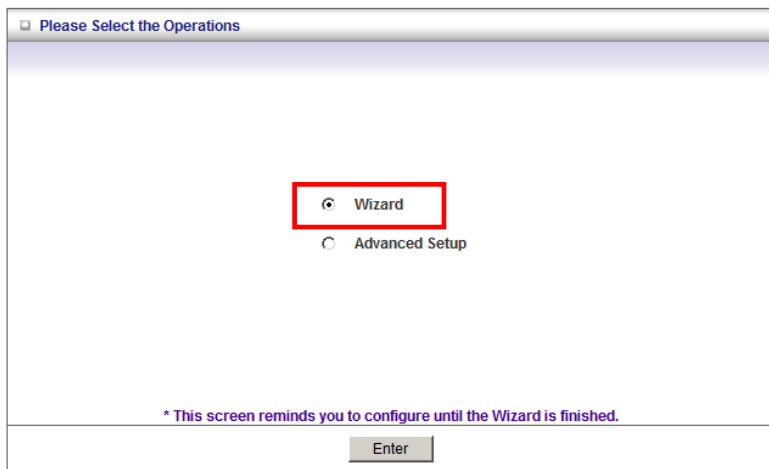 Please Select the Operations
Wizard
Advanced Setup
* This screen reminds you to configure until the Wizard is finished.
Enter